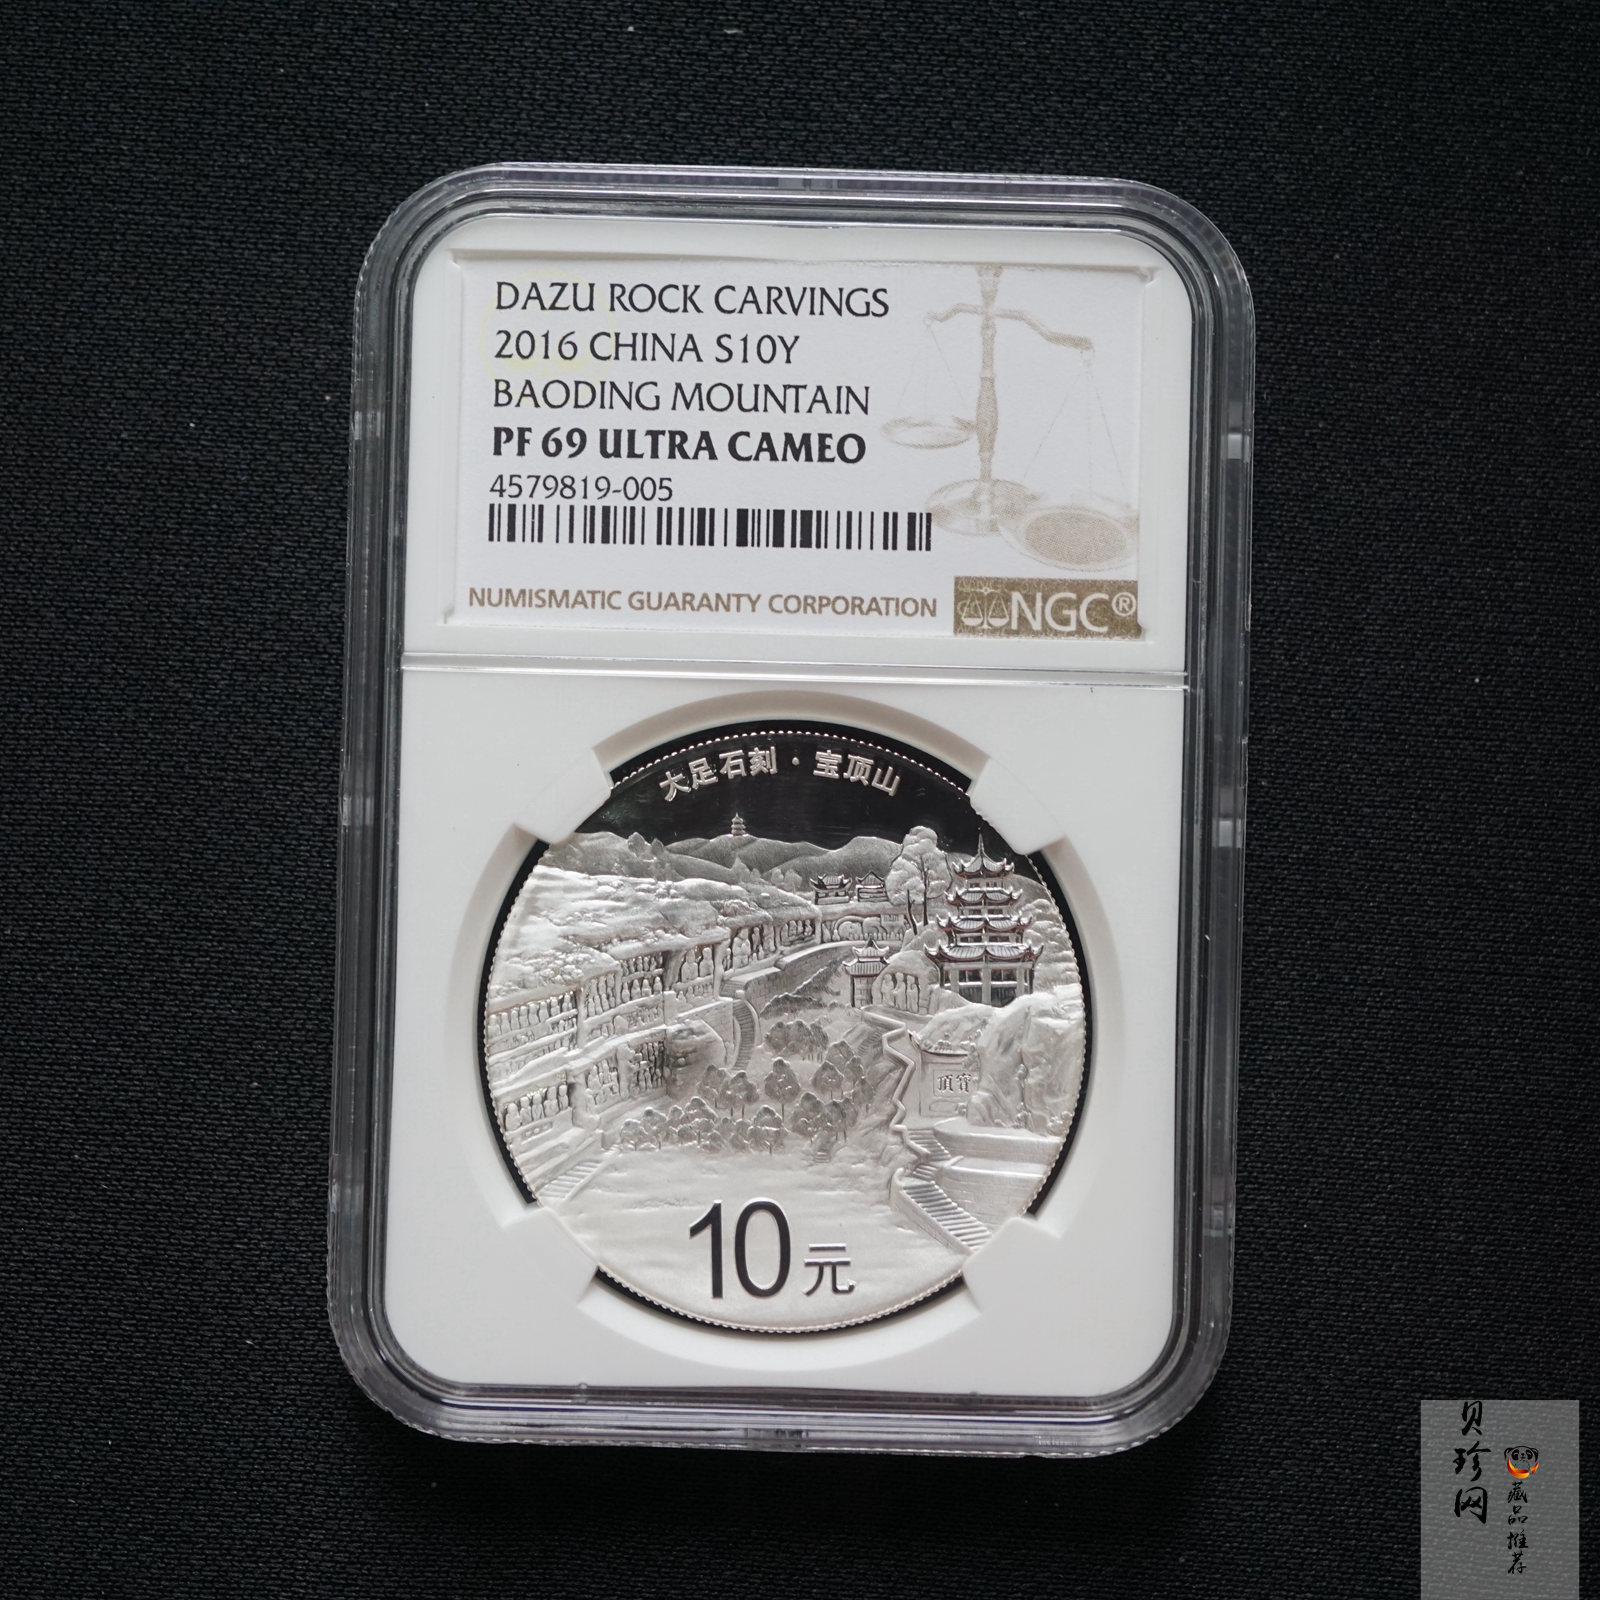 DAZU ROCK CARVINGS
2016 CHINA S10Y
BAODING MOUNTAIN
PF 69 ULTRA CAMEO
4579819-005
NUMISMATIC GUARANTY CORPORATION
NGC®
大足石刻·宝顶山
頂寶
10元
贝珍网
藏品推荐